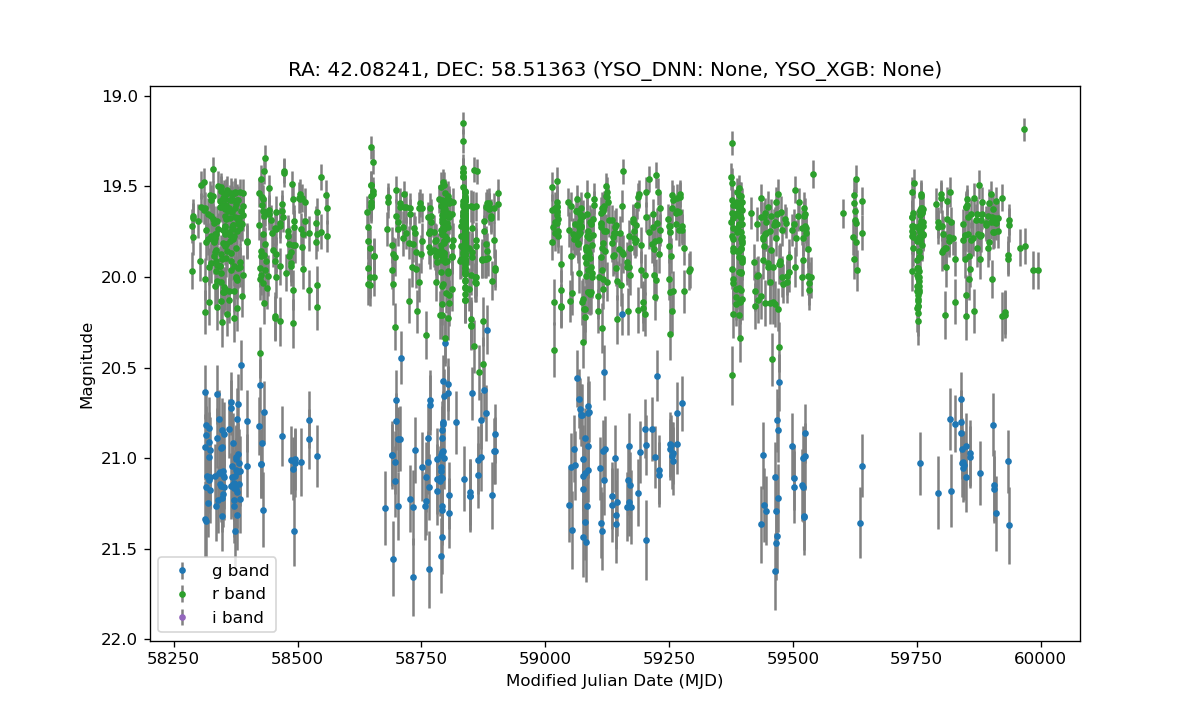 RA: 42.08241, DEC: 58.51363 (YSO_DNN: None, YSO_XGB: None)
19.0
19.5
20.0
20.5
21.0
21.5
22.0
Magnitude
g band
r band
i band
58250 58500 58750 59000 59250 59500 59750 60000
Modified Julian Date (MJD)